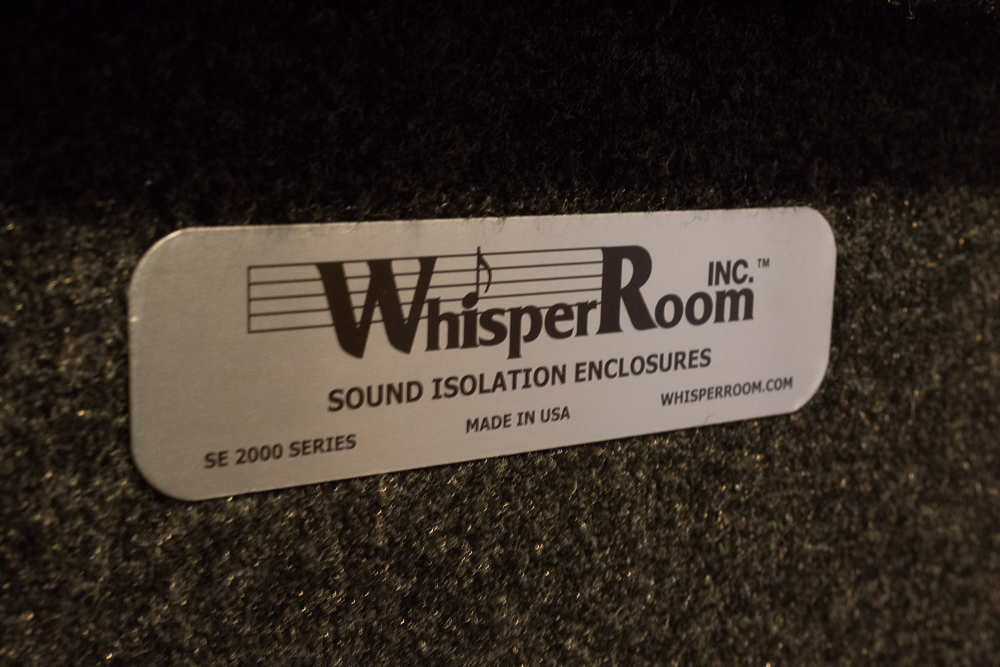 WhisperRoom INC.™
SOUND ISOLATION ENCLOSURES
SE 2000 SERIES MADE IN USA WHISPERROOM.COM